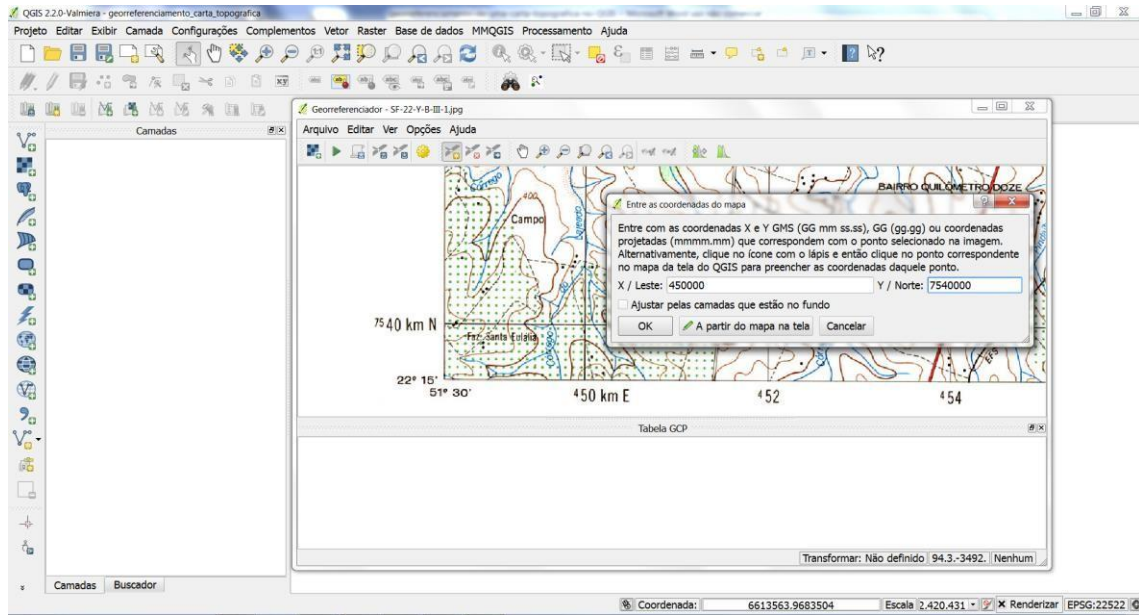 QGIS 2.2.0-Valmiera - georreferenciamento_carta_topografica
Projeto Editar Exibir Camada Configurações Complementos Vetor Raster Base de dados MMQGIS Processamento Ajuda
Camadas
Georreferenciador - SF-22-Y-B-III-1.jpg
Arquivo Editar Ver Opções Ajuda
Córrego
400
Campo
BAIRRO QUILÔMETRO DOZE
Entre as coordenadas do mapa
Entre com as coordenadas X e Y GMS (GG mm ss.ss), GG (gg.gg) ou coordenadas
projetadas (mmmm.mm) que correspondem com o ponto selecionado na imagem.
Alternativamente, clique no ícone com o lápis e então clique no ponto correspondente
no mapa da tela do QGIS para preencher as coordenadas daquele ponto.
X / Leste: 450000 Y / Norte: 7540000
Ajustar pelas camadas que estão no fundo
OK A partir do mapa na tela Cancelar
7540 km N
Faz. Santa Eulália
Córrego
22° 15'
51° 30' 450 km E 452 454
Tabela GCP
Transformar: Não definido 94.3.-3492. Nenhum
Camadas Buscador
Coordenada: 6613563.9683504 Escala 2.420.431 Renderizar EPSG:22522